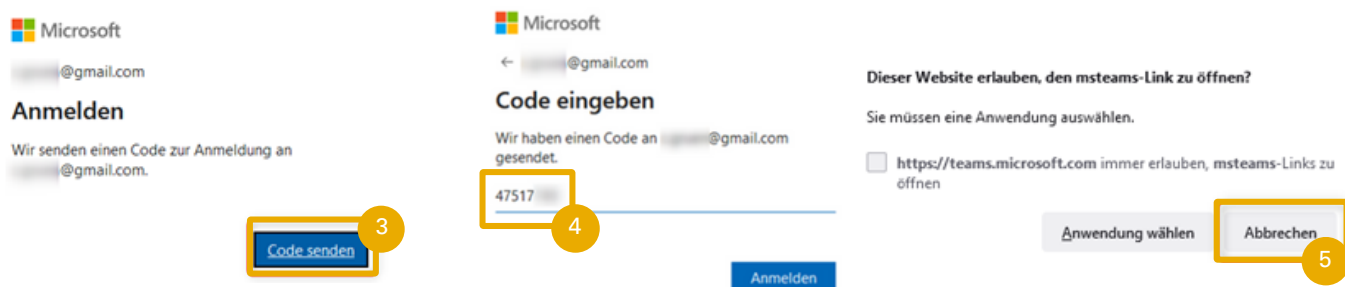 Microsoft
@gmail.com
Anmelden
Wir senden einen Code zur Anmeldung an
@gmail.com.
Code senden
3
Microsoft
← @gmail.com
Code eingeben
Wir haben einen Code an @gmail.com
gesendet.
47517
4
Anmelden
Dieser Website erlauben, den msteams-Link zu öffnen?
Sie müssen eine Anwendung auswählen.
https://teams.microsoft.com immer erlauben, msteams-Links zu
öffnen
Anwendung wählen
Abbrechen
5